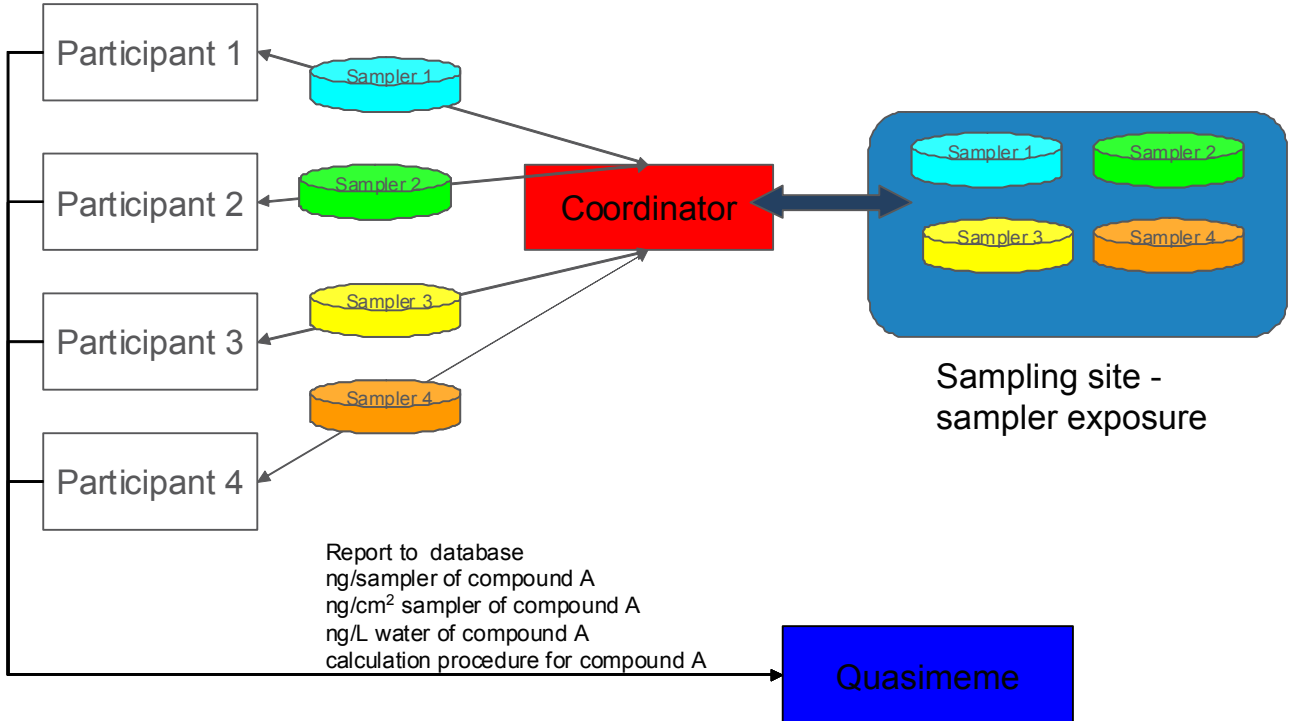 Participant 1
Sampler 1
Participant 2
Sampler 2
Participant 3
Sampler 3
Participant 4
Sampler 4
Coordinator
Sampler 1
Sampler 2
Sampler 3
Sampler 4
Sampling site -
sampler exposure
Report to database
ng/sampler of compound A
ng/cm² sampler of compound A
ng/L water of compound A
calculation procedure for compound A
Quasimeme